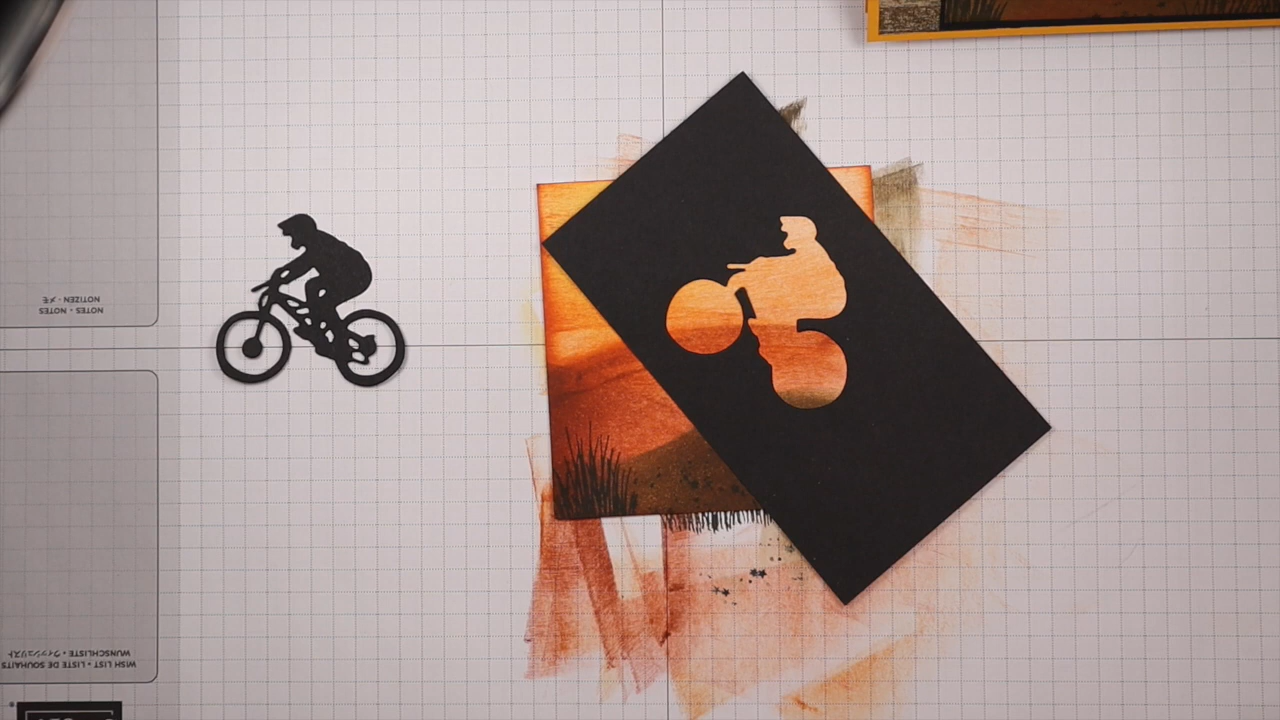 NOTES • NOTES
NOTIZEN • メモ
WISH LIST • LISTE DE SOUHAITS
WUNSCHLISTE • ウィッシュリスト